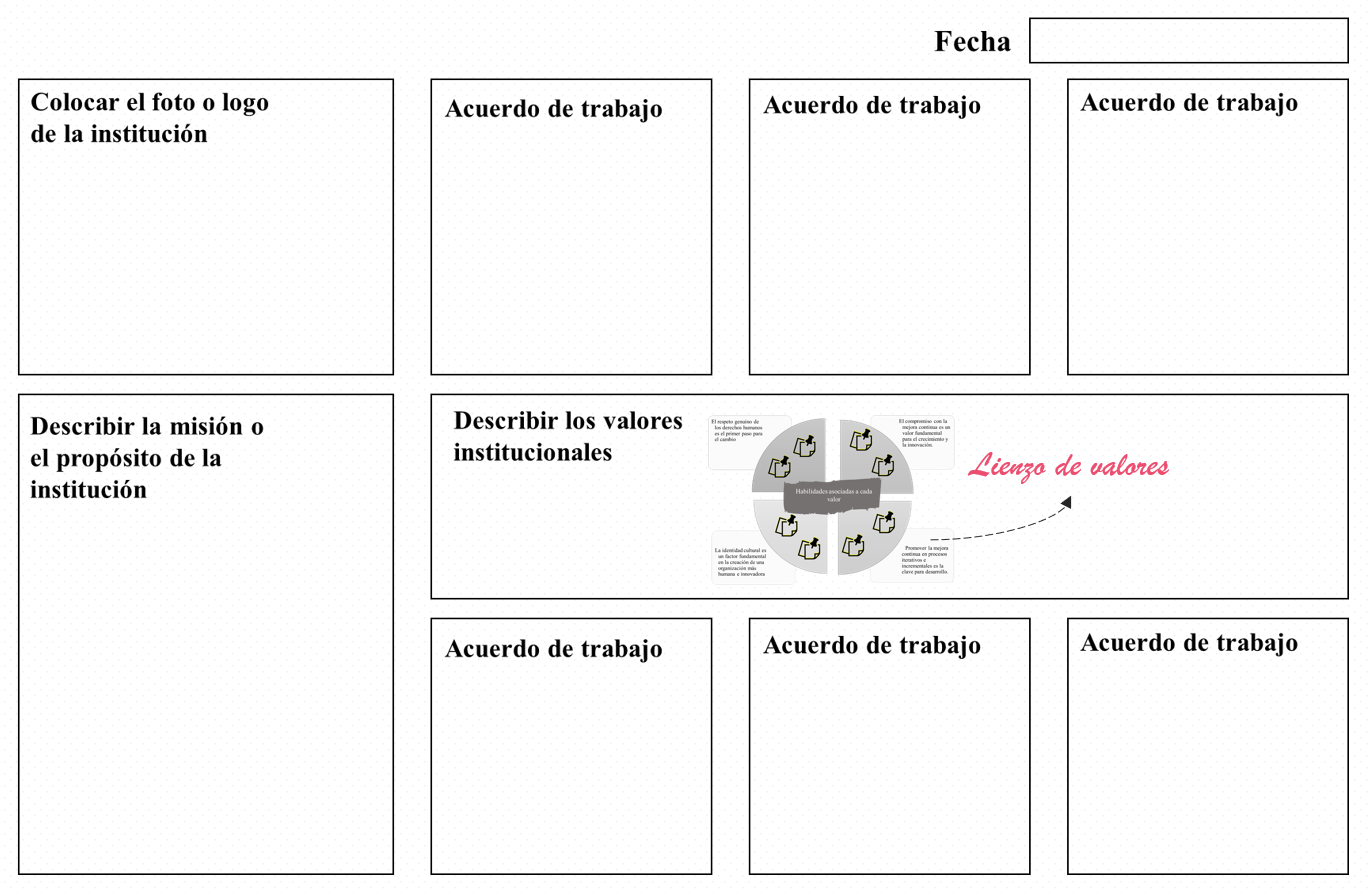 Fecha
Colocar el foto o logo
de la institución
Acuerdo de trabajo
Acuerdo de trabajo
Acuerdo de trabajo
Describir la misión o
el propósito de la
institución
Describir los valores
institucionales
El respeto genuino de
los derechos humanos
es el primer paso para
el cambio
El compromiso con la
mejora continua es un
valor fundamental
para el crecimiento y
la innovación.
Habilidades asociadas a cada
valor
La identidad cultural es
un factor fundamental
en la creación de una
organización más
humana e innovadora
Promover la mejora
continua en procesos
iterativos e
incrementales es la
clave para desarrollo.
Lienzo de valores
Acuerdo de trabajo
Acuerdo de trabajo
Acuerdo de trabajo